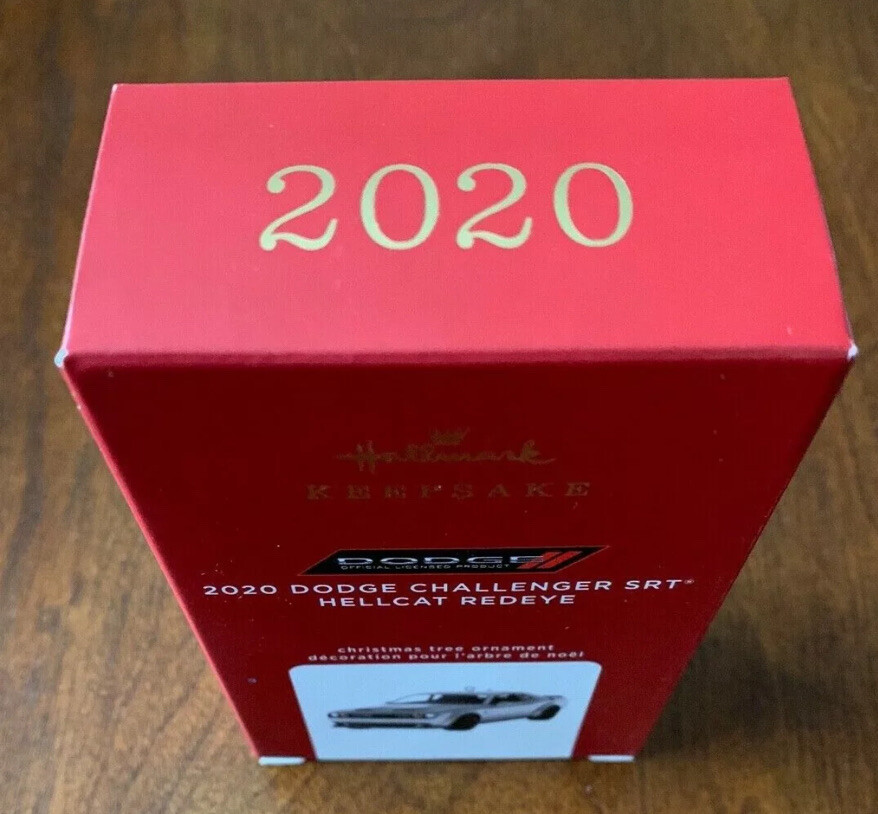 2020
Hallmark
KEEPSAKE
DODGE
OFFICIAL LICENSED PRODUCT
2020 DODGE CHALLENGER SRT®
HELLCAT REDEYE
christmas tree ornament
décoration pour l'arbre de noël